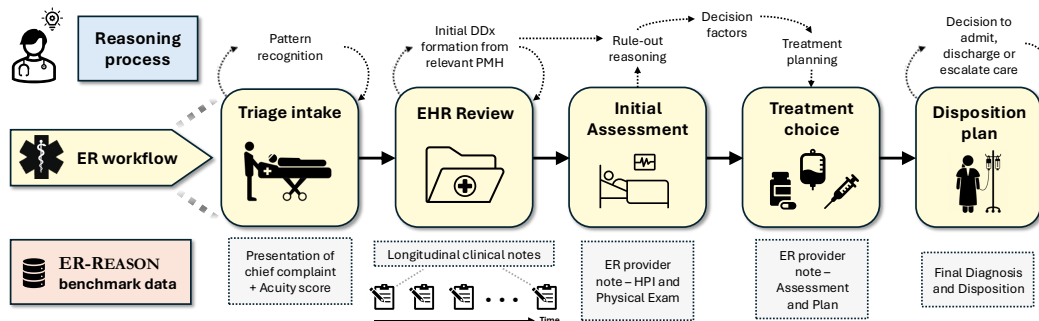 Reasoning
process
Pattern
recognition
Initial DDx
formation from
relevant PMH
Rule-out
reasoning
Decision
factors
Treatment
planning
Decision to
admit,
discharge or
escalate care
ER workflow
Triage intake
EHR Review
Initial
Assessment
Treatment
choice
Disposition
plan
ER-REASON
benchmark data
Presentation of
chief complaint
+ Acuity score
Longitudinal clinical notes
Time
ER provider
note – HPI and
Physical Exam
ER provider
note –
Assessment
and Plan
Final Diagnosis
and Disposition